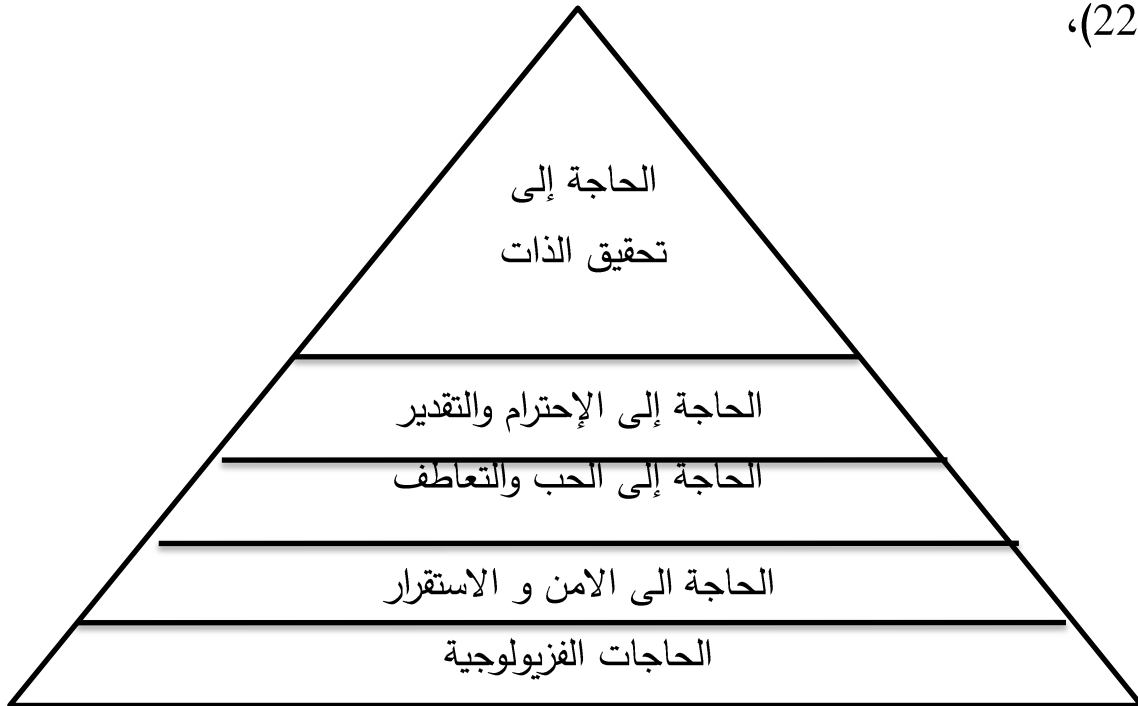 22)،
الحاجة إلى
تحقيق الذات
الحاجة إلى الإحترام والتقدير
الحاجة إلى الحب والتعاطف
الحاجة الى الامن و الاستقرار
الحاجات الفزيولوجية